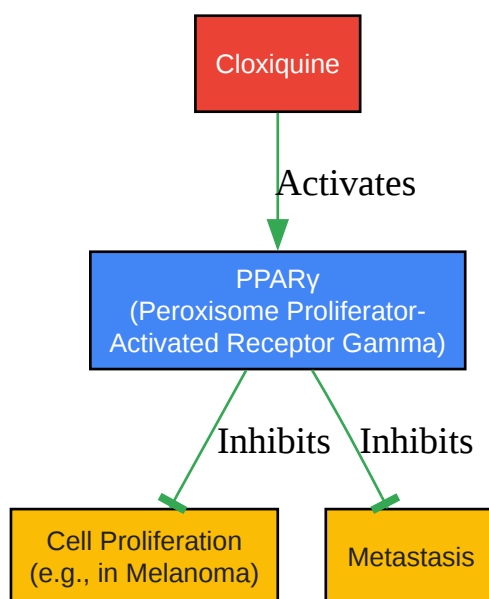 Cloxiquine
Activates
PPARγ
(Peroxisome Proliferator-
Activated Receptor Gamma)
Inhibits
Inhibits
Cell Proliferation
(e.g., in Melanoma)
Metastasis